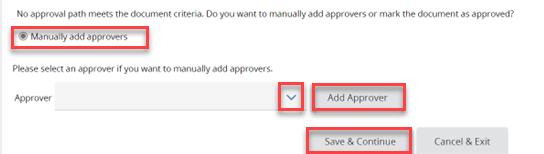 No approval path meets the document criteria. Do you want to manually add approvers or mark the document as approved?
Manually add approvers
Please select an approver if you want to manually add approvers.
Approver Add Approver
Save & Continue Cancel & Exit